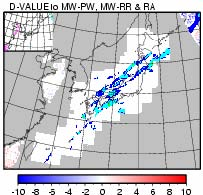 D-VALUE to MW-PW, MW-RR & RA
-10 -8 -6 -4 -2 0 2 4 6 8 10